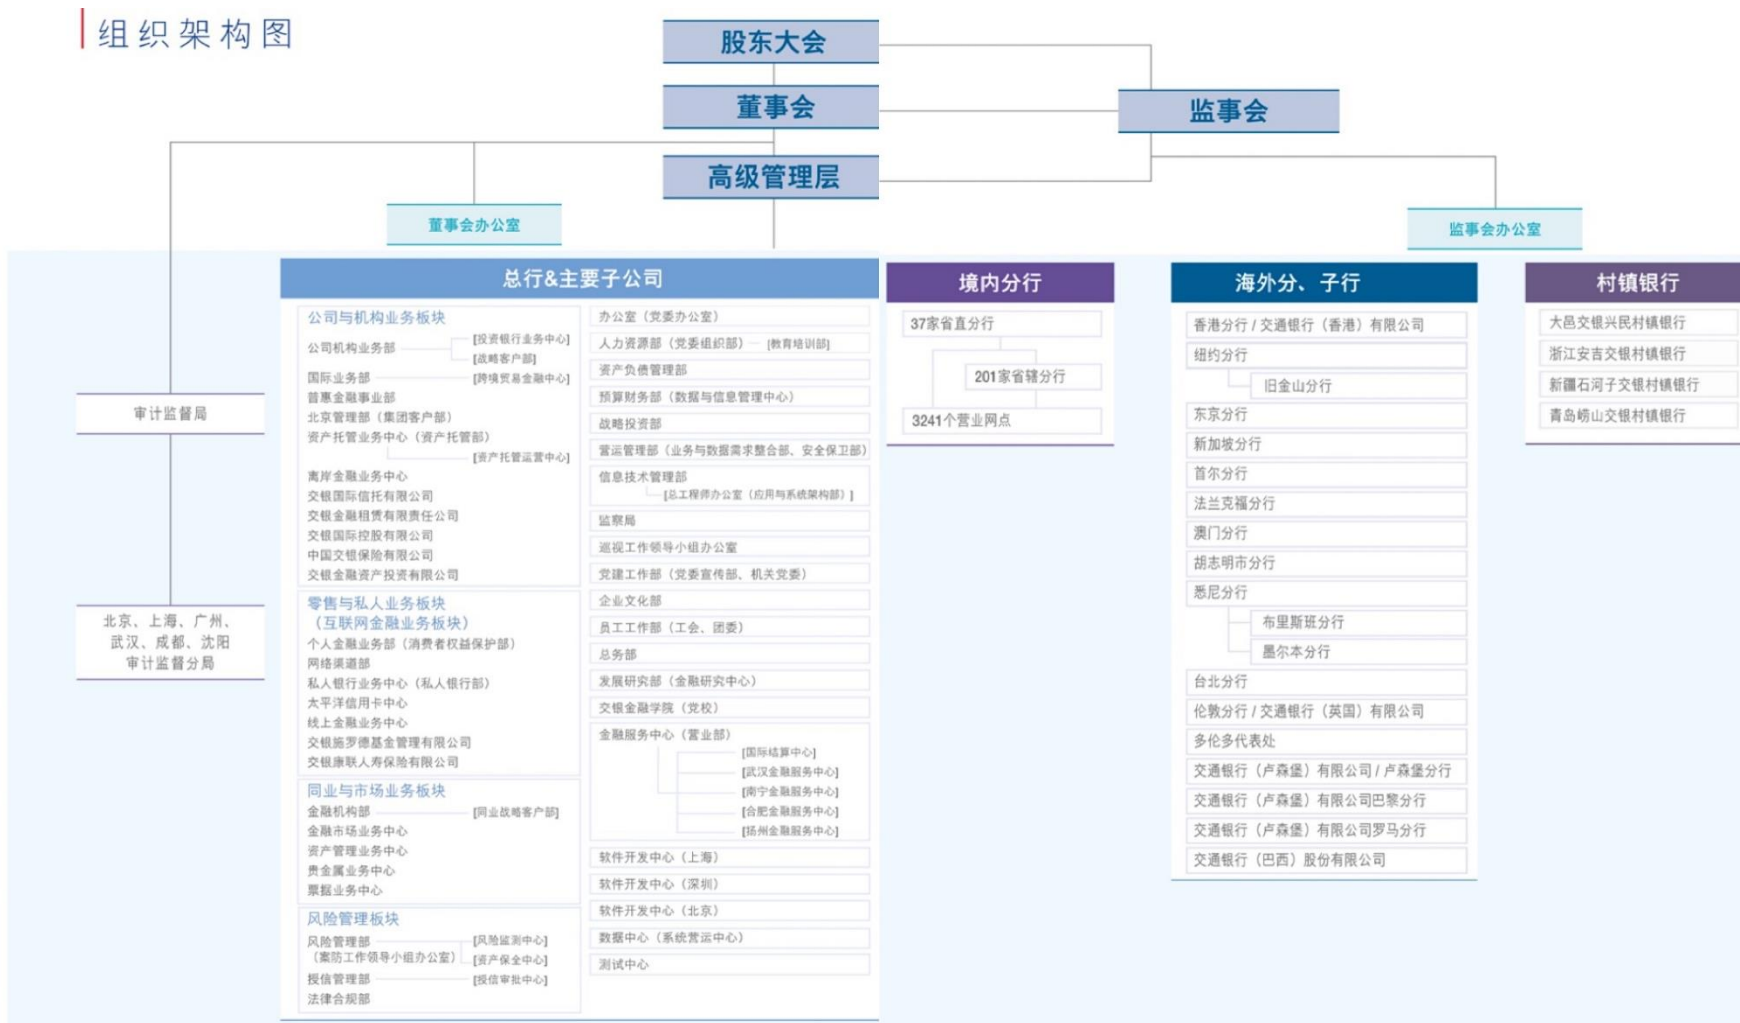 组织架构图
股东大会
董事会
监事会
高级管理层
董事会办公室
监事会办公室
审计监督局
北京、上海、广州、
武汉、成都、沈阳
审计监督分局
总行&主要子公司
公司与机构业务板块
公司机构业务部
[投资银行业务中心]
[战略客户部]
国际业务部
[跨境贸易金融中心]
普惠金融事业部
北京管理部（集团客户部）
资产托管业务中心（资产托管部）
[资产托管运营中心]
离岸金融业务中心
交银国际信托有限公司
交银金融租赁有限责任公司
交银国际控股有限公司
中国交银保险有限公司
交银金融资产投资有限公司
零售与私人业务板块
（互联网金融业务板块）
个人金融业务部（消费者权益保护部）
网络渠道部
私人银行业务中心（私人银行部）
太平洋信用卡中心
线上金融业务中心
交银施罗德基金管理有限公司
交银康联人寿保险有限公司
同业与市场业务板块
金融机构部
[同业战略客户部]
金融市场业务中心
资产管理业务中心
贵金属业务中心
票据业务中心
风险管理板块
风险管理部
（案防工作领导小组办公室）
[风险监测中心]
[资产保全中心]
授信管理部
[授信审批中心]
法律合规部
办公室（党委办公室）
人力资源部（党委组织部）
[教育培训部]
资产负债管理部
预算财务部（数据与信息管理中心）
战略投资部
营运管理部（业务与数据需求整合部、安全保卫部）
信息技术管理部
[总工程师办公室（应用与系统架构部）]
监察局
巡视工作领导小组办公室
党建工作部（党委宣传部、机关党委）
企业文化部
员工工作部（工会、团委）
总务部
发展研究部（金融研究中心）
交银金融学院（党校）
金融服务中心（营业部）
[国际结算中心]
[武汉金融服务中心]
[南宁金融服务中心]
[合肥金融服务中心]
[扬州金融服务中心]
软件开发中心（上海）
软件开发中心（深圳）
软件开发中心（北京）
数据中心（系统营运中心）
测试中心
境内分行
37家省直分行
201家省辖分行
3241个营业网点
海外分、子行
香港分行 / 交通银行（香港）有限公司
纽约分行
旧金山分行
东京分行
新加坡分行
首尔分行
法兰克福分行
澳门分行
胡志明市分行
悉尼分行
布里斯班分行
墨尔本分行
台北分行
伦敦分行 / 交通银行（英国）有限公司
多伦多代表处
交通银行（卢森堡）有限公司 / 卢森堡分行
交通银行（卢森堡）有限公司巴黎分行
交通银行（卢森堡）有限公司罗马分行
交通银行（巴西）股份有限公司
村镇银行
大邑交银兴民村镇银行
浙江安吉交银村镇银行
新疆石河子交银村镇银行
青岛崂山交银村镇银行